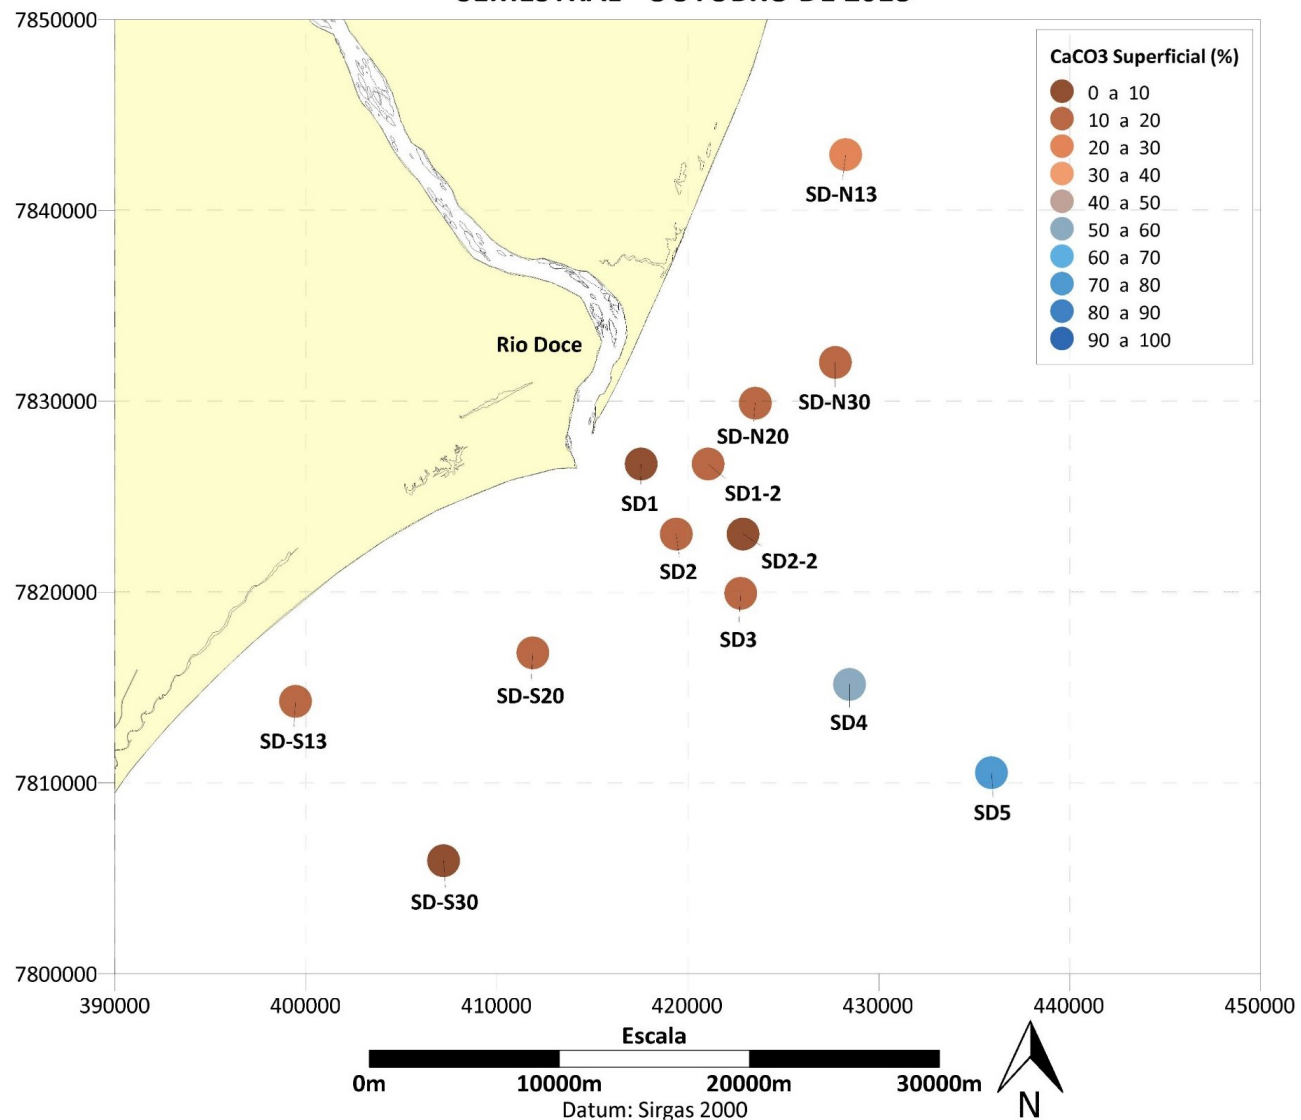 7850000
CaCO3 Superficial (%)
0 a 10
10 a 20
20 a 30
30 a 40
40 a 50
50 a 60
60 a 70
70 a 80
80 a 90
90 a 100
SD-N13
7840000
Rio Doce
7830000
SD-N30
SD-N20
SD1
SD1-2
SD2
SD2-2
7820000
SD3
SD-S20
SD-S13
SD4
7810000
SD5
SD-S30
7800000
390000 400000 410000 420000 430000 440000 450000
Escala
0m 10000m 20000m 30000m
Datum: Sirgas 2000
N